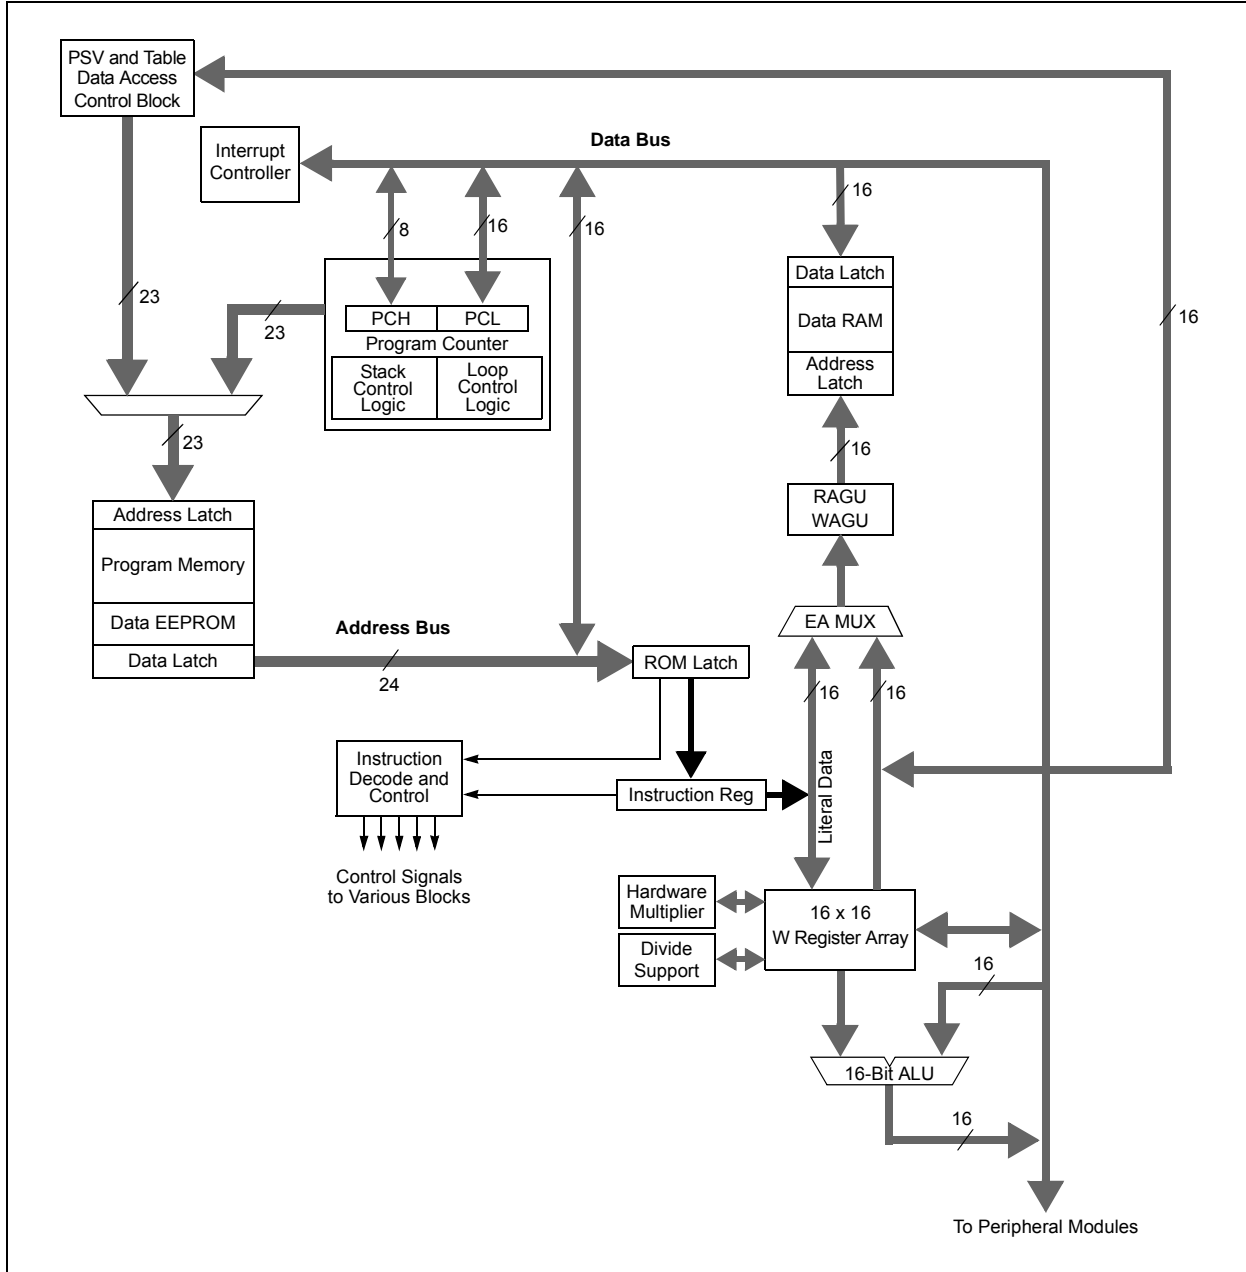 PSV and Table
Data Access
Control Block
Data Bus
Interrupt
Controller
16
8
16
16
Data Latch
Data RAM
Address
Latch
23
23
16
PCH
PCL
Program Counter
Stack
Control
Logic
Loop
Control
Logic
23
16
Address Latch
Program Memory
Data EEPROM
Data Latch
RAGU
WAGU
EA MUX
Address Bus
24
ROM Latch
16
16
Instruction
Decode and
Control
Instruction Reg
Literal Data
Control Signals
to Various Blocks
Hardware
Multiplier
16 x 16
W Register Array
Divide
Support
16
16-Bit ALU
16
To Peripheral Modules